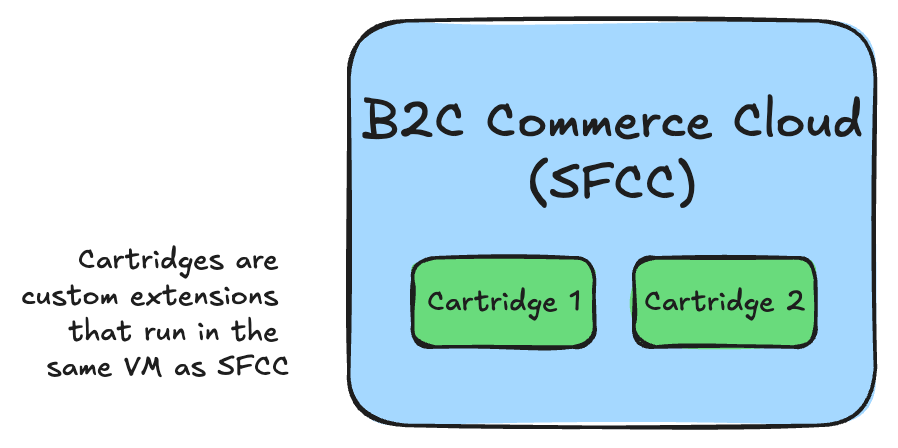 B2C Commerce Cloud
(SFCC)
Cartridges are
custom extensions
that run in the
same VM as SFCC
Cartridge 1
Cartridge 2